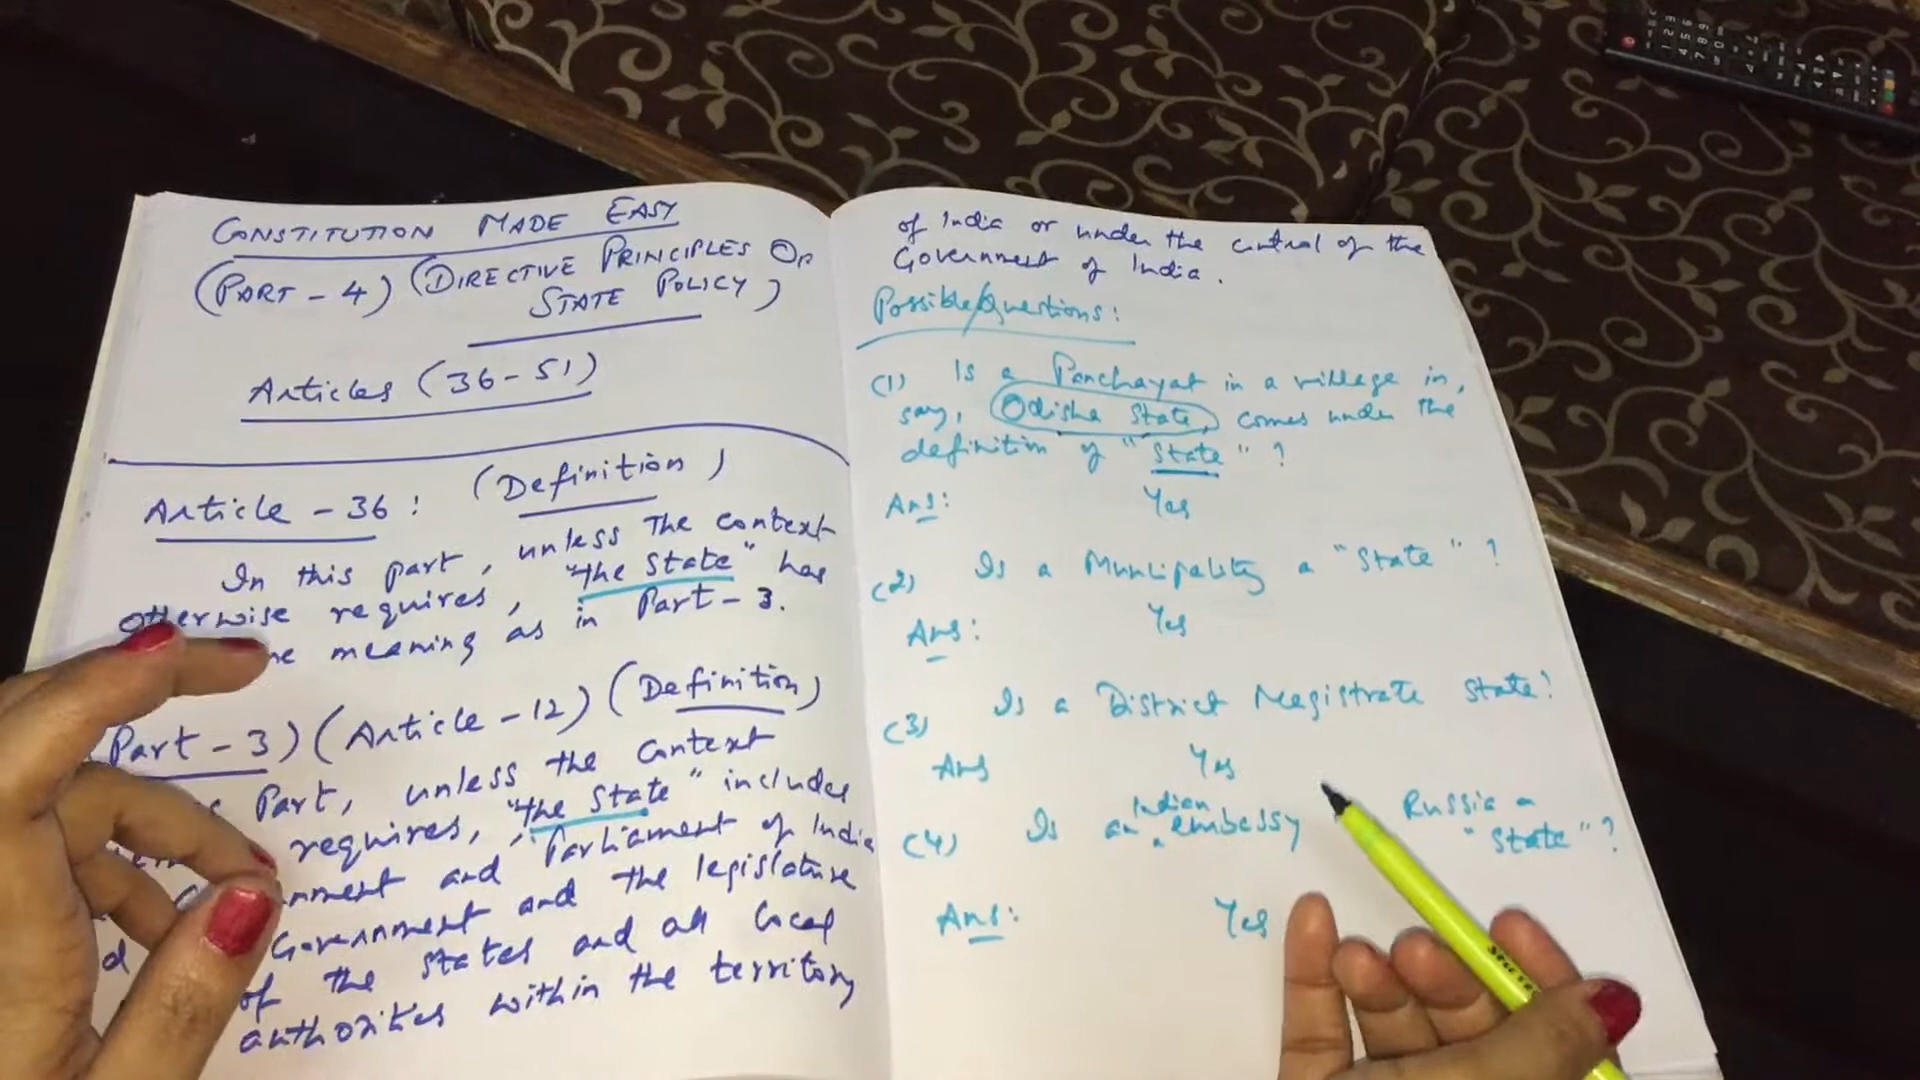 CONSTITUTION MADE EASY
(PART - 4) (DIRECTIVE PRINCIPLES OF
STATE POLICY)
Articles (36-51)
Article - 36: (Definition)
In this part, unless the context
otherwise requires, "the State" has
meaning as in Part - 3.
Part - 3) (Article - 12) (Definition)
Part, unless the context
requires, "the State" includes
and Parliament of India
Government and the legislature
of the states and all local
authorities within the territory
of India or under the control of the
Government of India.
Possible/Questions:
(1) Is a Panchayat in a village in,
say, Odisha State, comes under the
definition of "State"?
Ans: Yes
(2) Is a Municipality a "State"?
Ans: Yes
(3) Is a District Magistrate State?
Ans Yes
(4) Is an Indian embassy Russia a
"State"?
Ans: Yes